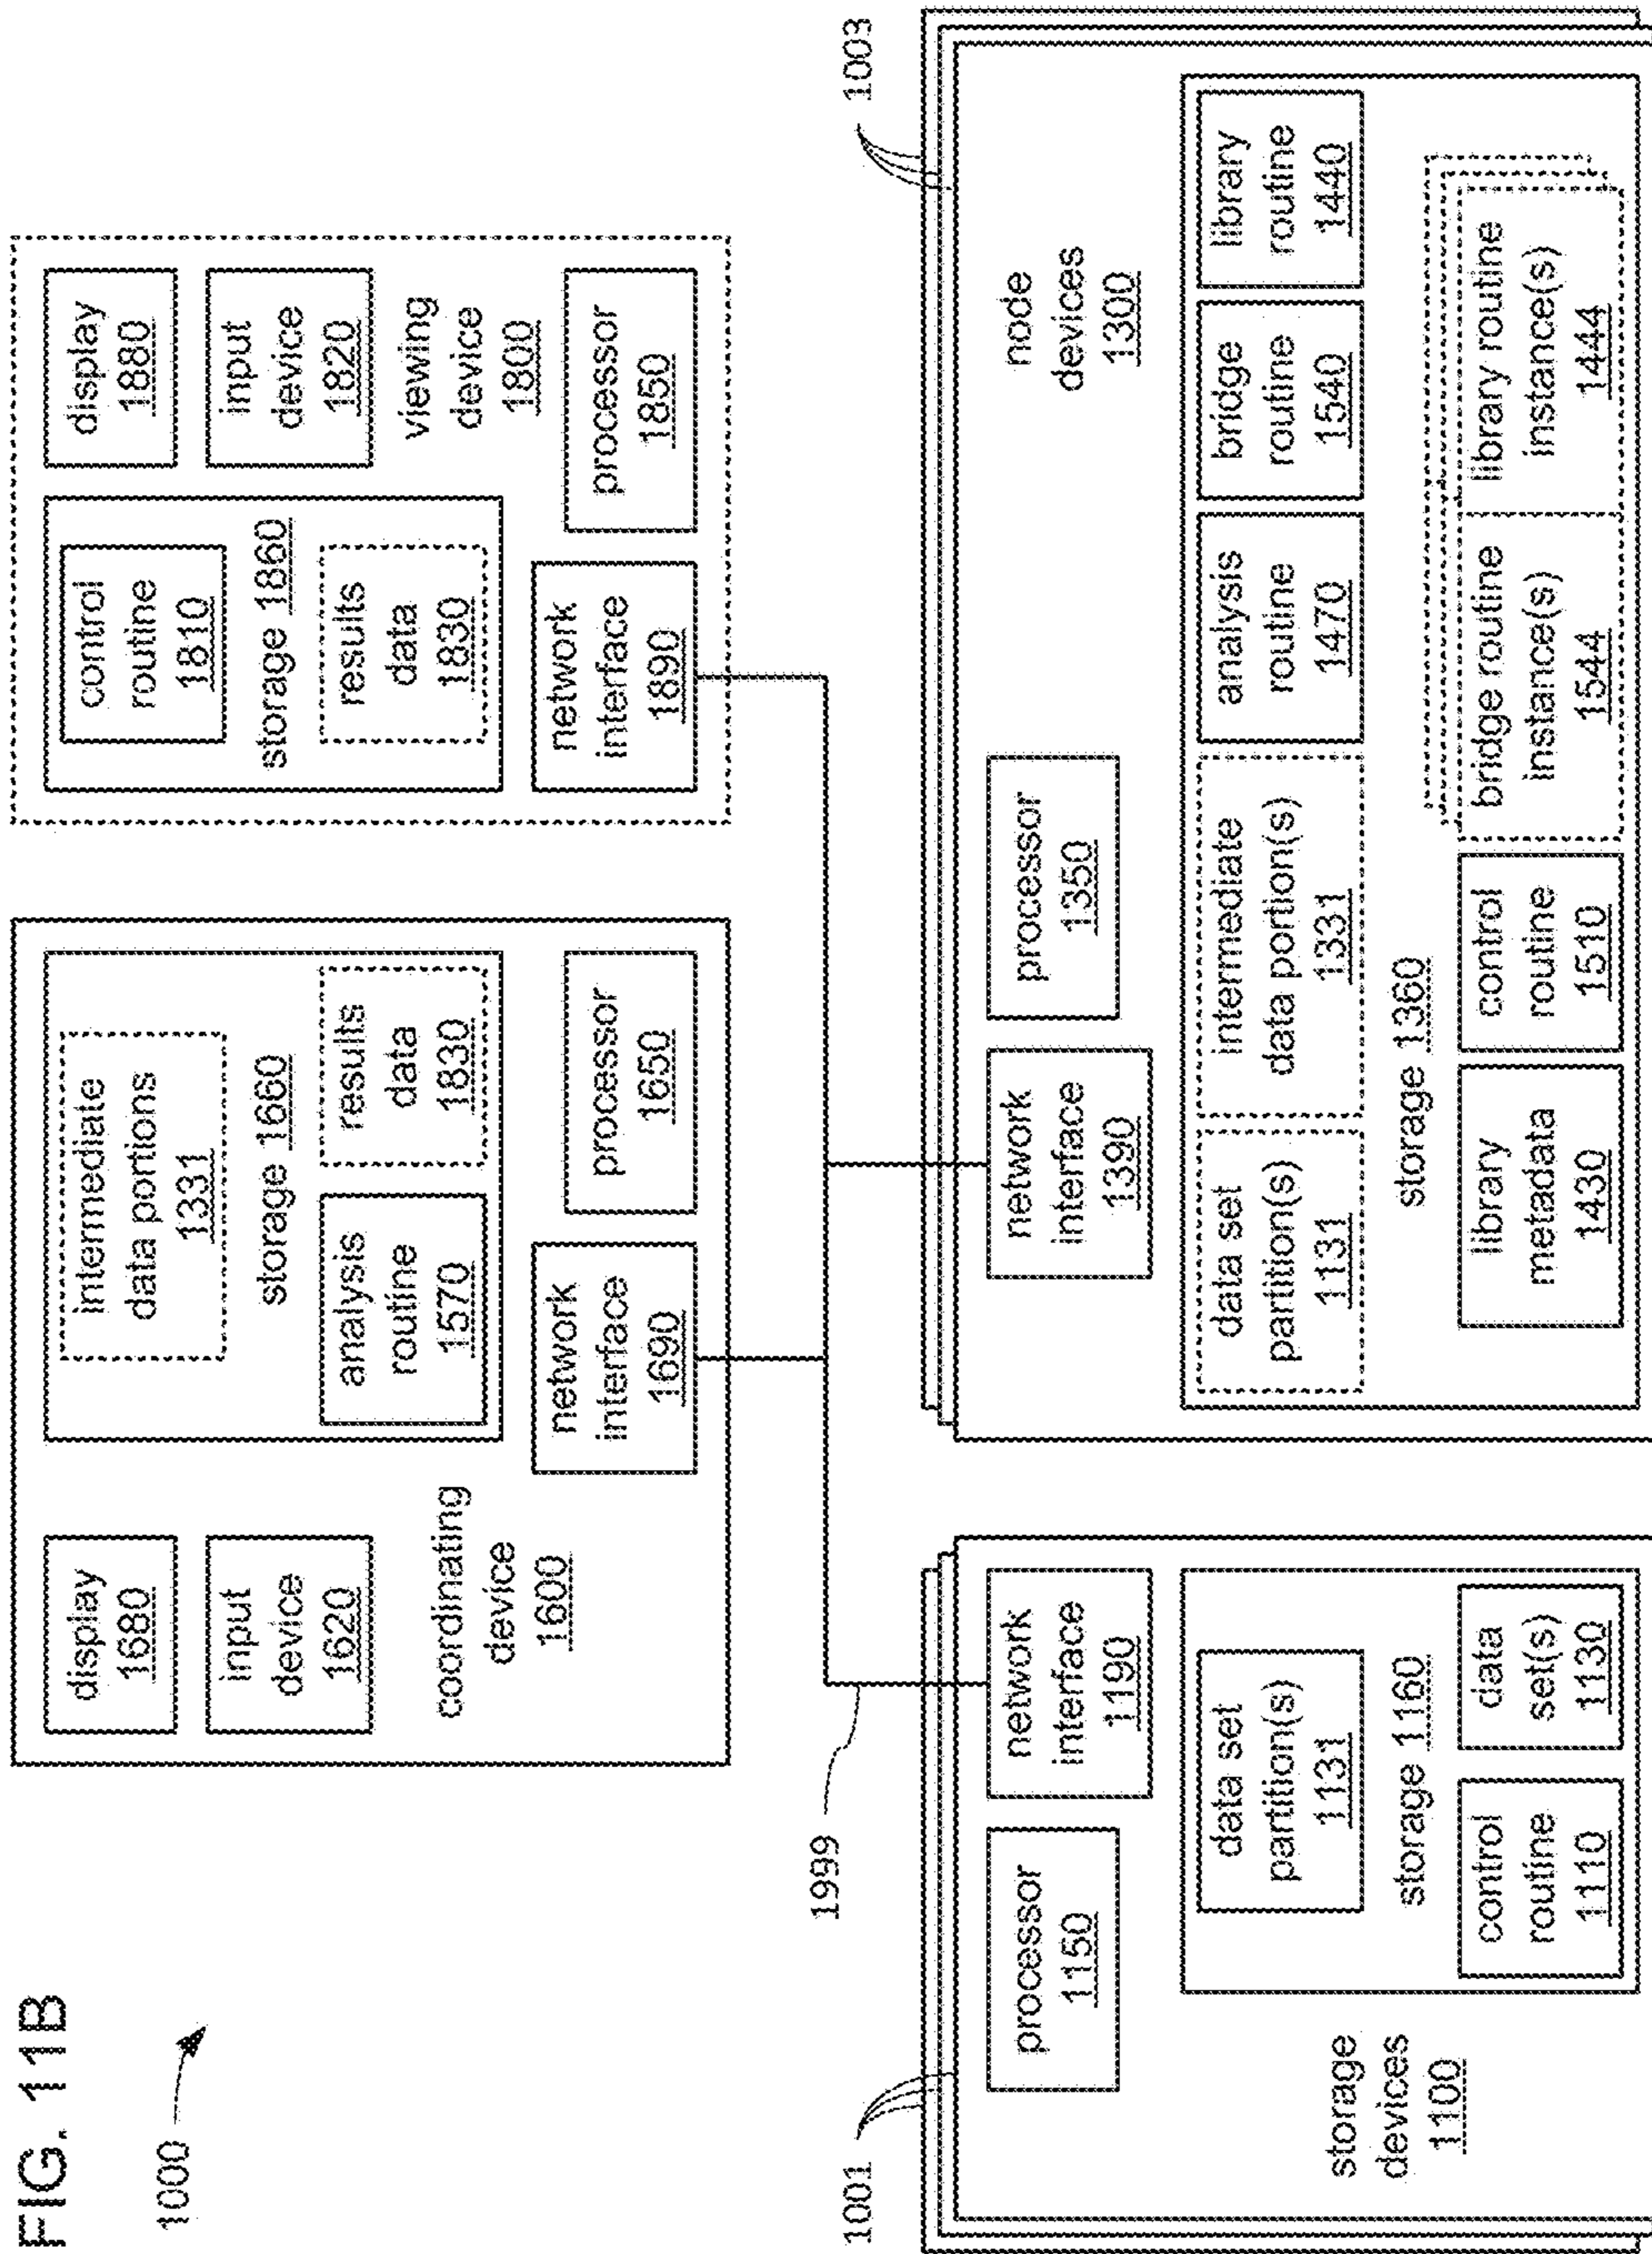 FIG. 11B
1000
display
1680
input
device
1620
coordinating
device
1600
intermediate
data portions
1331
storage 1660
analysis
routine
1570
results
data
1830
network
interface
1690
processor
1650
control
routine
1810
storage 1860
results
data
1830
display
1880
input
device
1820
viewing
device
1800
network
interface
1890
processor
1850
1999
1001
processor
1150
network
interface
1190
storage
devices
1100
data set
partition(s)
1131
storage 1160
control
routine
1110
data
set(s)
1130
1003
network
interface
1390
processor
1350
node
devices
1300
data set
partition(s)
1131
intermediate
data portion(s)
1331
analysis
routine
1470
bridge
routine
1540
library
routine
1440
storage 1360
library
metadata
1430
control
routine
1510
bridge routine
instance(s)
1544
library routine
instance(s)
1444